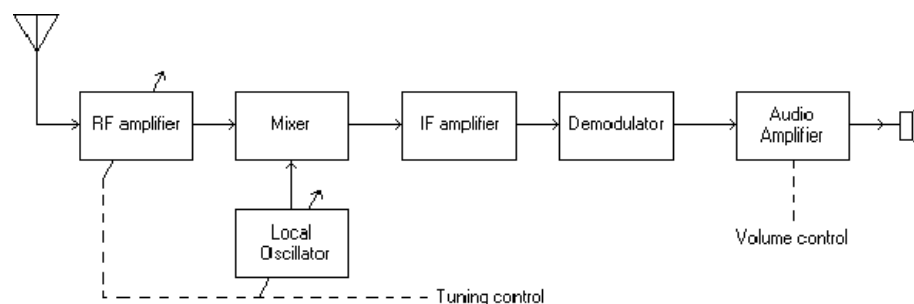 RF amplifier
Mixer
IF amplifier
Demodulator
Audio
Amplifier
Local
Oscillator
Volume control
Tuning control